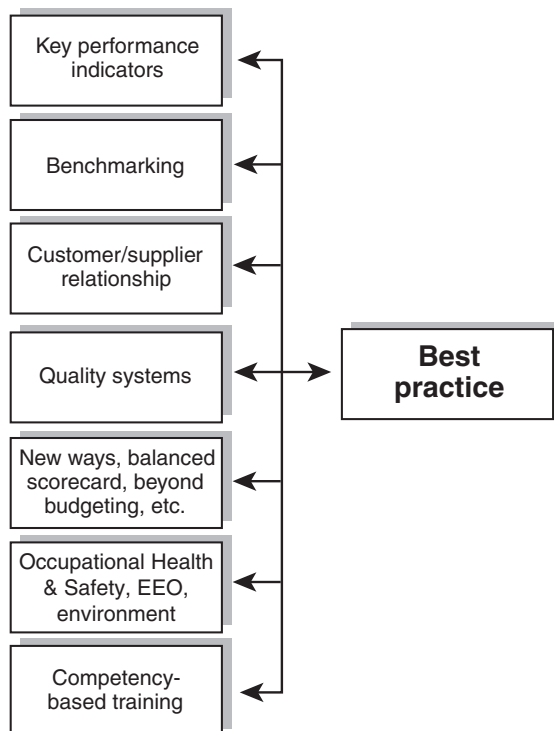 Key performance
indicators
Benchmarking
Customer/supplier
relationship
Quality systems
Best
practice
New ways, balanced
scorecard, beyond
budgeting, etc.
Occupational Health
& Safety, EEO,
environment
Competency-
based training